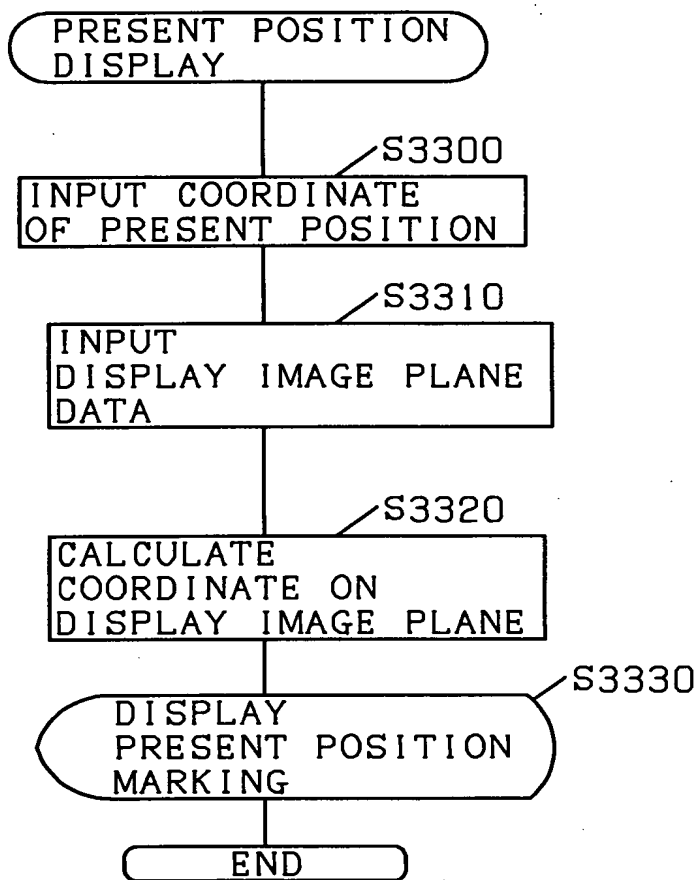 PRESENT POSITION
DISPLAY
S3300
INPUT COORDINATE
OF PRESENT POSITION
S3310
INPUT
DISPLAY IMAGE PLANE
DATA
S3320
CALCULATE
COORDINATE ON
DISPLAY IMAGE PLANE
S3330
DISPLAY
PRESENT POSITION
MARKING
END